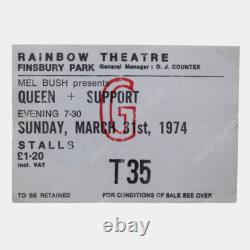 RAINBOW THEATRE
FINSBURY PARK General Manager: D. J. COUNTER
MEL BUSH presents
QUEEN + SUPPORT
EVENING 7-30
SUNDAY, MARCH 31st, 1974
STALLS
£1·20
incl. VAT
G
T35
TO BE RETAINED FOR CONDITIONS OF SALE SEE OVER